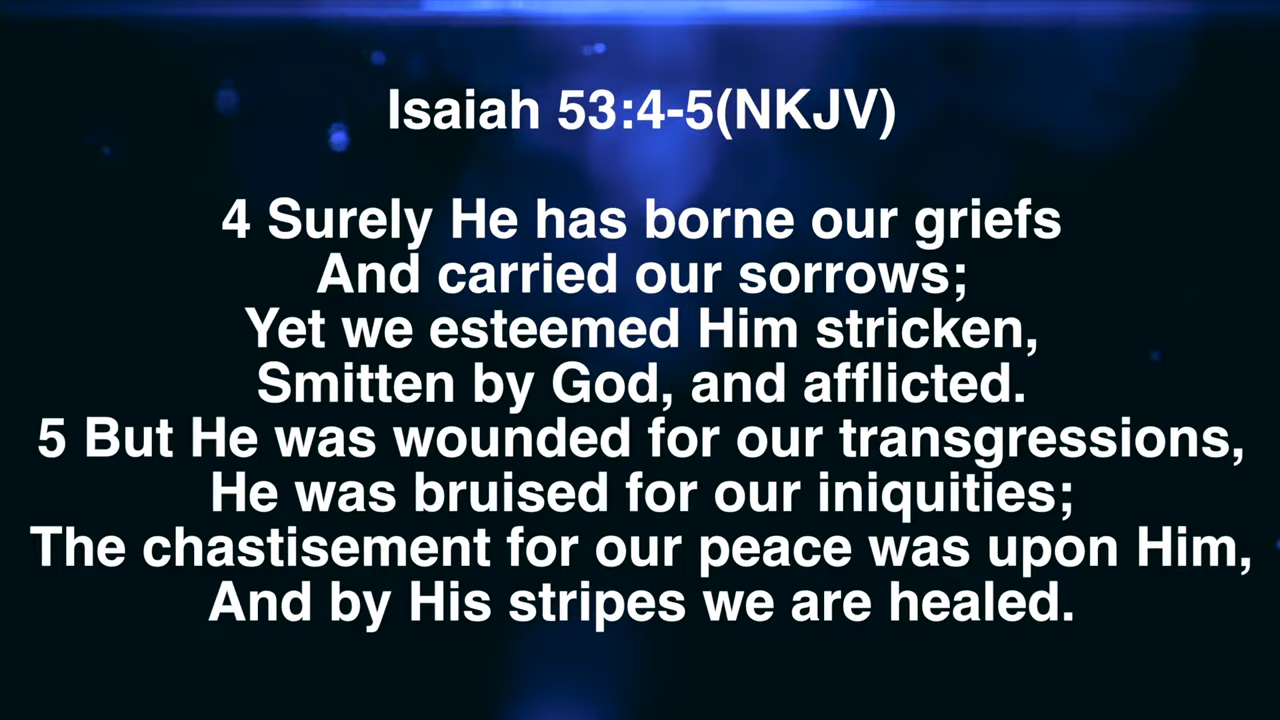 Isaiah 53:4-5(NKJV)
4 Surely He has borne our griefs
And carried our sorrows;
Yet we esteemed Him stricken,
Smitten by God, and afflicted.
5 But He was wounded for our transgressions,
He was bruised for our iniquities;
The chastisement for our peace was upon Him,
And by His stripes we are healed.